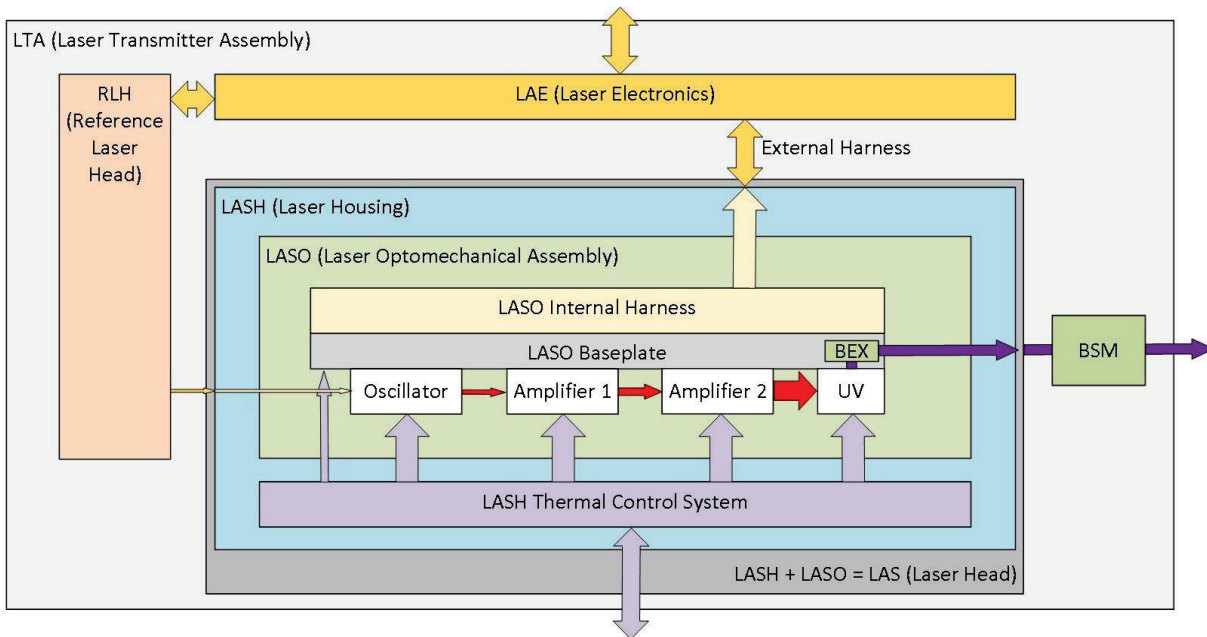 LTA (Laser Transmitter Assembly)
RLH
(Reference
Laser
Head)
LAE (Laser Electronics)
External Harness
LASH (Laser Housing)
LASO (Laser Optomechanical Assembly)
LASO Internal Harness
LASO Baseplate
BEX
BSM
Oscillator
Amplifier 1
Amplifier 2
UV
LASH Thermal Control System
LASH + LASO = LAS (Laser Head)